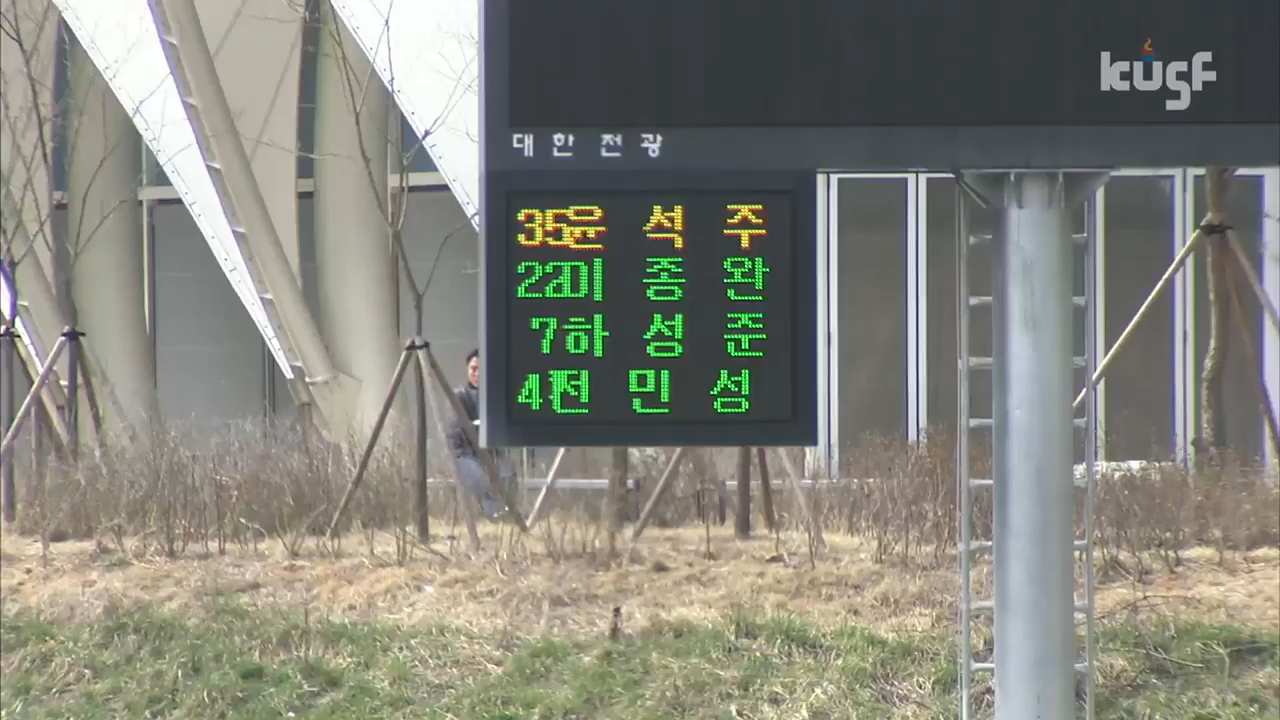 kusf
대한전광
35윤 석 주
22이 종 완
7하 성 준
41전 민 성